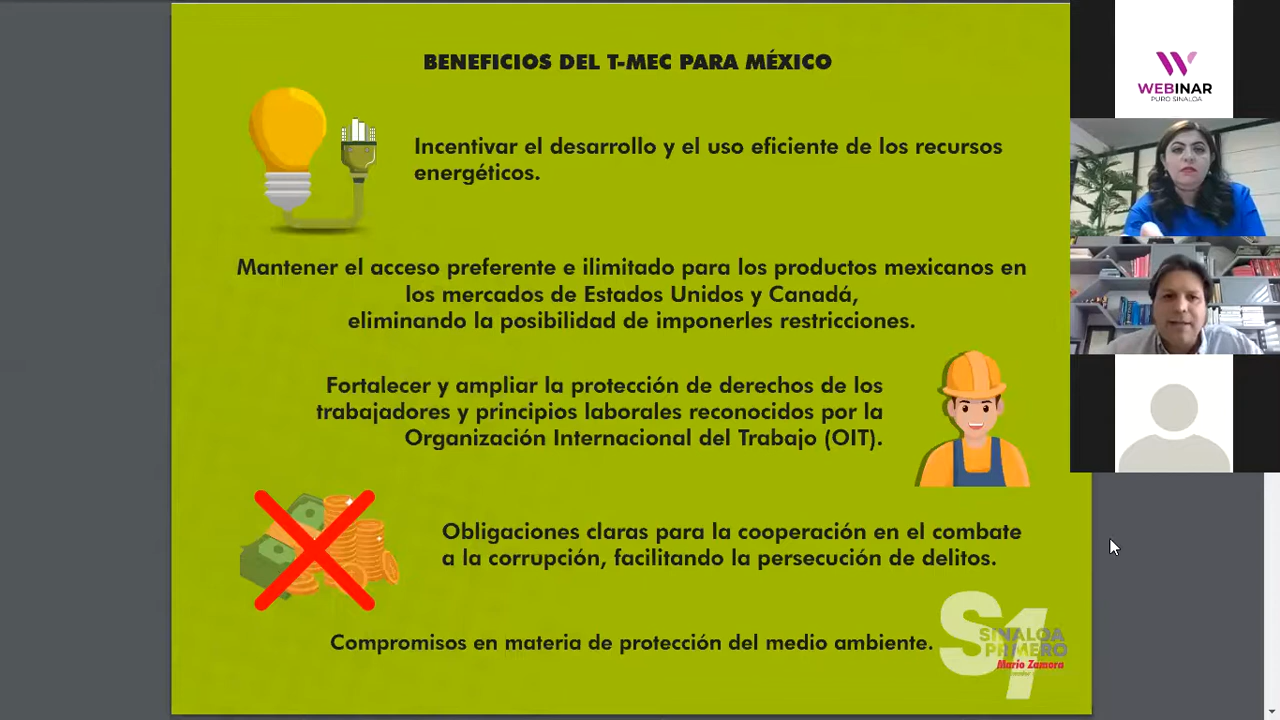 BENEFICIOS DEL T-MEC PARA MÉXICO
Incentivar el desarrollo y el uso eficiente de los recursos
energéticos.
Mantener el acceso preferente e ilimitado para los productos mexicanos en
los mercados de Estados Unidos y Canadá,
eliminando la posibilidad de imponerles restricciones.
Fortalecer y ampliar la protección de derechos de los
trabajadores y principios laborales reconocidos por la
Organización Internacional del Trabajo (OIT).
Obligaciones claras para la cooperación en el combate
a la corrupción, facilitando la persecución de delitos.
Compromisos en materia de protección del medio ambiente.
S1
SINALOA
PRIMERO
Mario Zamora
WEBINAR
PURO SINALOA